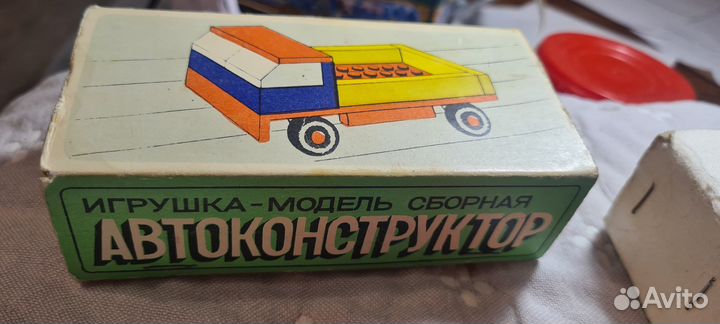 ИГРУШКА-МОДЕЛЬ СБОРНАЯ
АВТОКОНСТРУКТОР
Avito